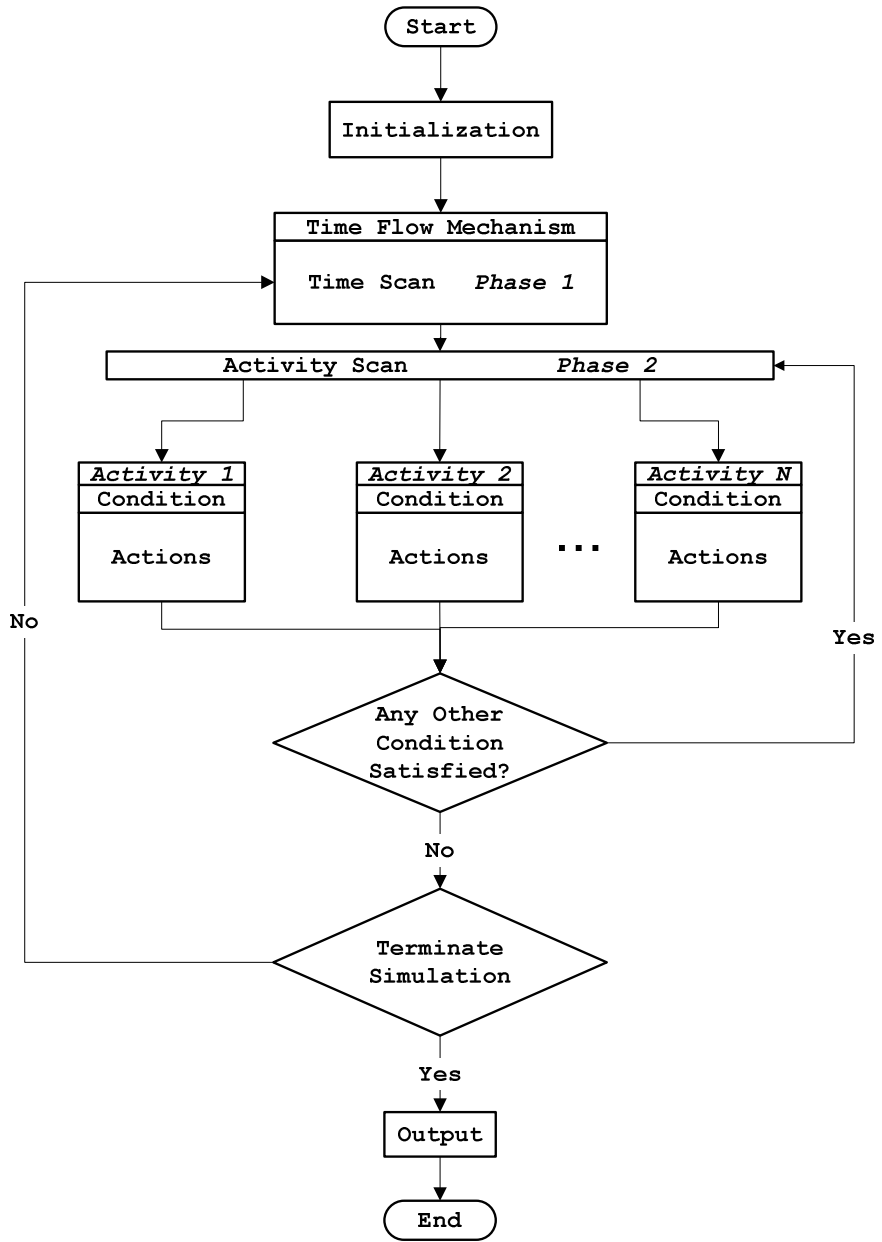 Start
Initialization
Time Flow Mechanism
Time Scan Phase 1
Activity Scan Phase 2
Activity 1
Condition
Actions
Activity 2
Condition
Actions
...
Activity N
Condition
Actions
No
Yes
Any Other
Condition
Satisfied?
No
Terminate
Simulation
Yes
Output
End